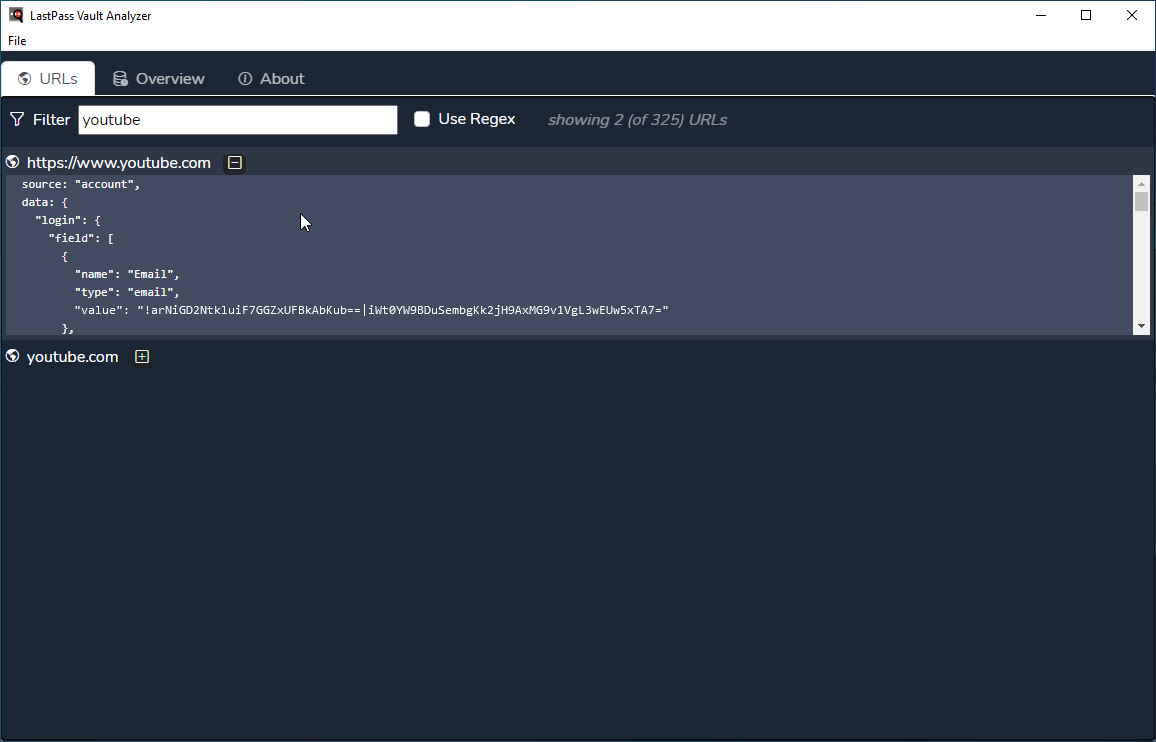 LastPass Vault Analyzer
File
URLs Overview About
Filter youtube Use Regex showing 2 (of 325) URLs
https://www.youtube.com
source: "account",
data: {
"login": {
"field": [
{
"name": "Email",
"type": "email",
"value": "!arNiGD2NtkluiF7GGZxUFBkAbKub==|iWt0YW9BDuSembgKk2jH9AxMG9v1VgL3wEUw5xTA7="
},
youtube.com